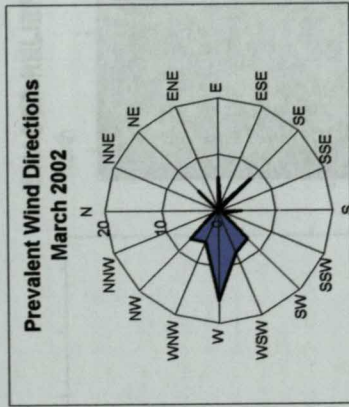 Prevalent Wind Directions
March 2002
N
NNW
20
NNE
NW
NE
10
WNW
ENE
W
0
E
WSW
ESE
SW
SE
SSW
SSE
S